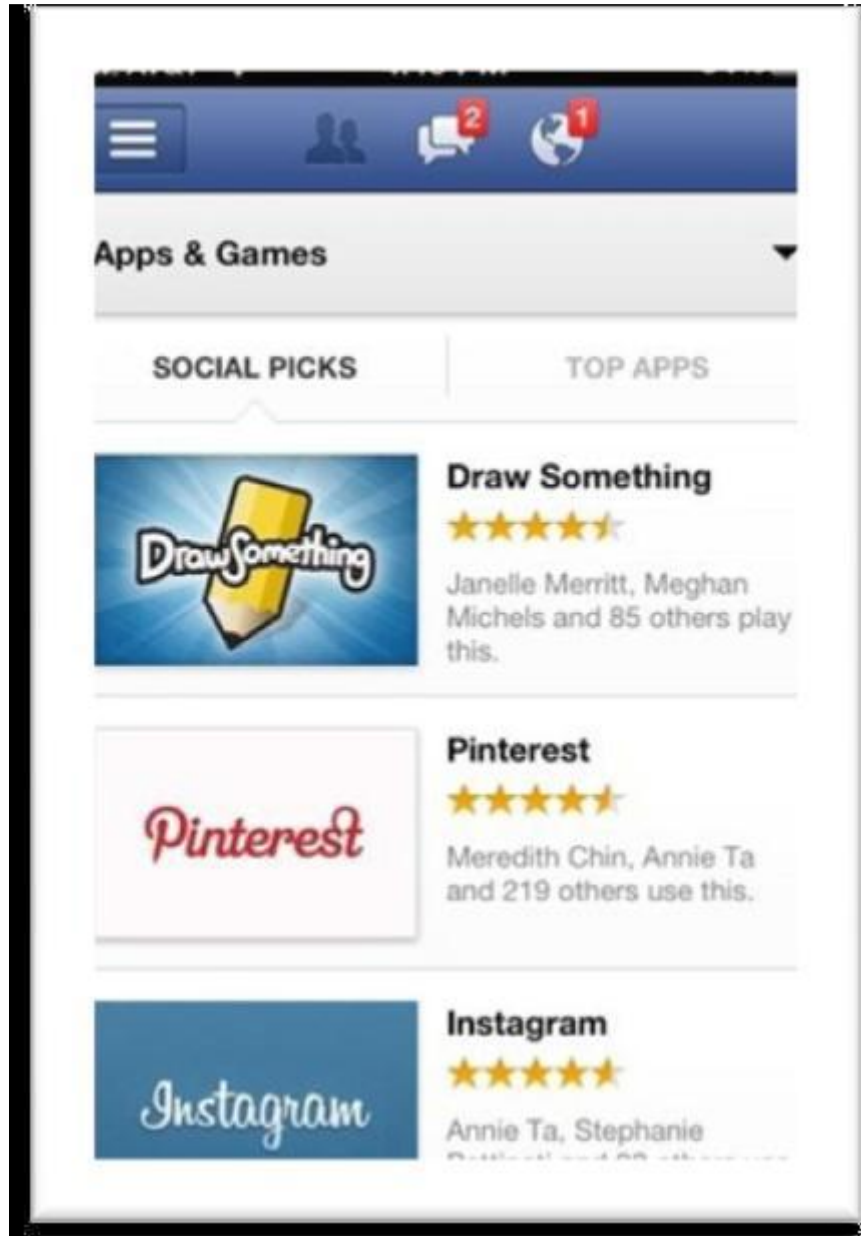 2
1
Apps & Games
SOCIAL PICKS
TOP APPS
DrawSomething
Draw Something
Janelle Merritt, Meghan
Michels and 85 others play
this.
Pinterest
Pinterest
Meredith Chin, Annie Ta
and 219 others use this.
Instagram
Instagram
Annie Ta, Stephanie